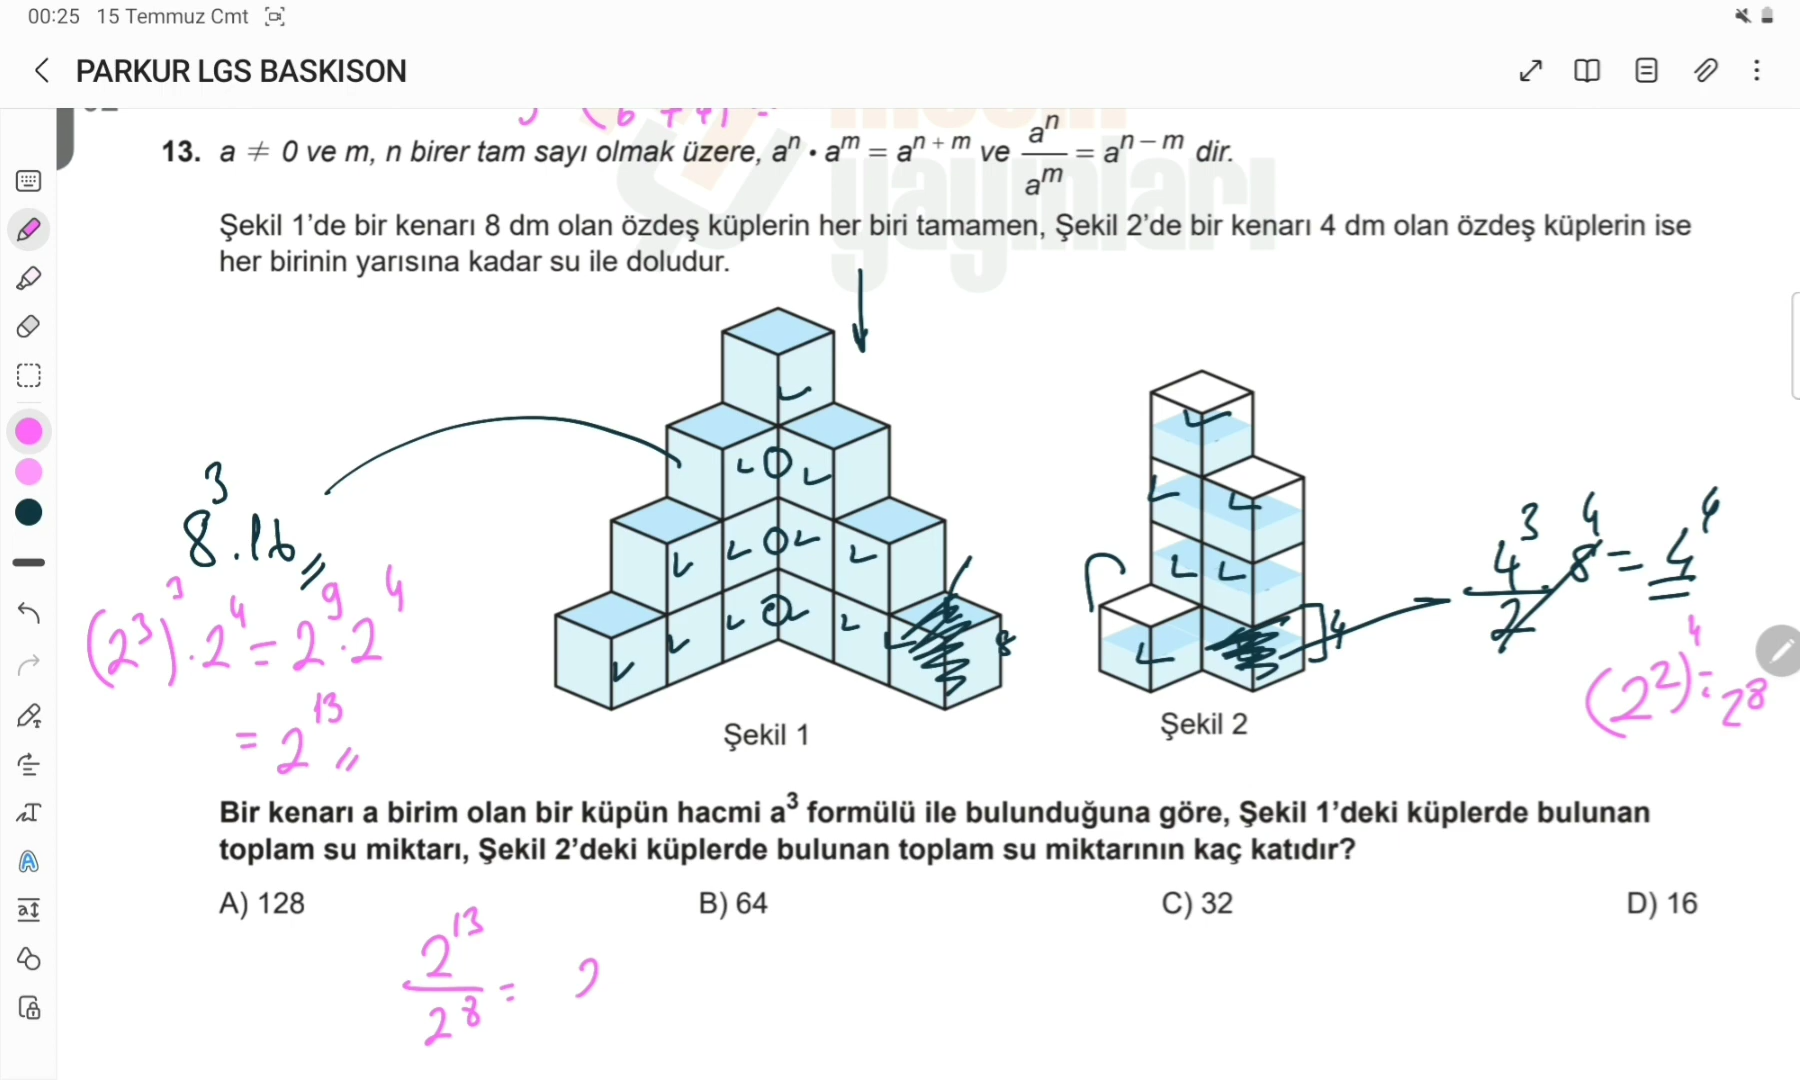 00:25 15 Temmuz Cmt
PARKUR LGS BASKISON
yayınları
13. a ≠ 0 ve m, n birer tam sayı olmak üzere, aⁿ · aᵐ = aⁿ⁺ᵐ ve aⁿ/aᵐ = aⁿ⁻ᵐ dir.
Şekil 1'de bir kenarı 8 dm olan özdeş küplerin her biri tamamen, Şekil 2'de bir kenarı 4 dm olan özdeş küplerin ise
her birinin yarısına kadar su ile doludur.
8³.16
(2³)³.2⁴ = 2⁹.2⁴
= 2¹³
8
4
4³/2 8⁴ = 4⁴
(2²)⁴ = 2⁸
Şekil 1
Şekil 2
Bir kenarı a birim olan bir küpün hacmi a³ formülü ile bulunduğuna göre, Şekil 1'deki küplerde bulunan
toplam su miktarı, Şekil 2'deki küplerde bulunan toplam su miktarının kaç katıdır?
A) 128 B) 64 C) 32 D) 16
2¹³/2⁸ = 2